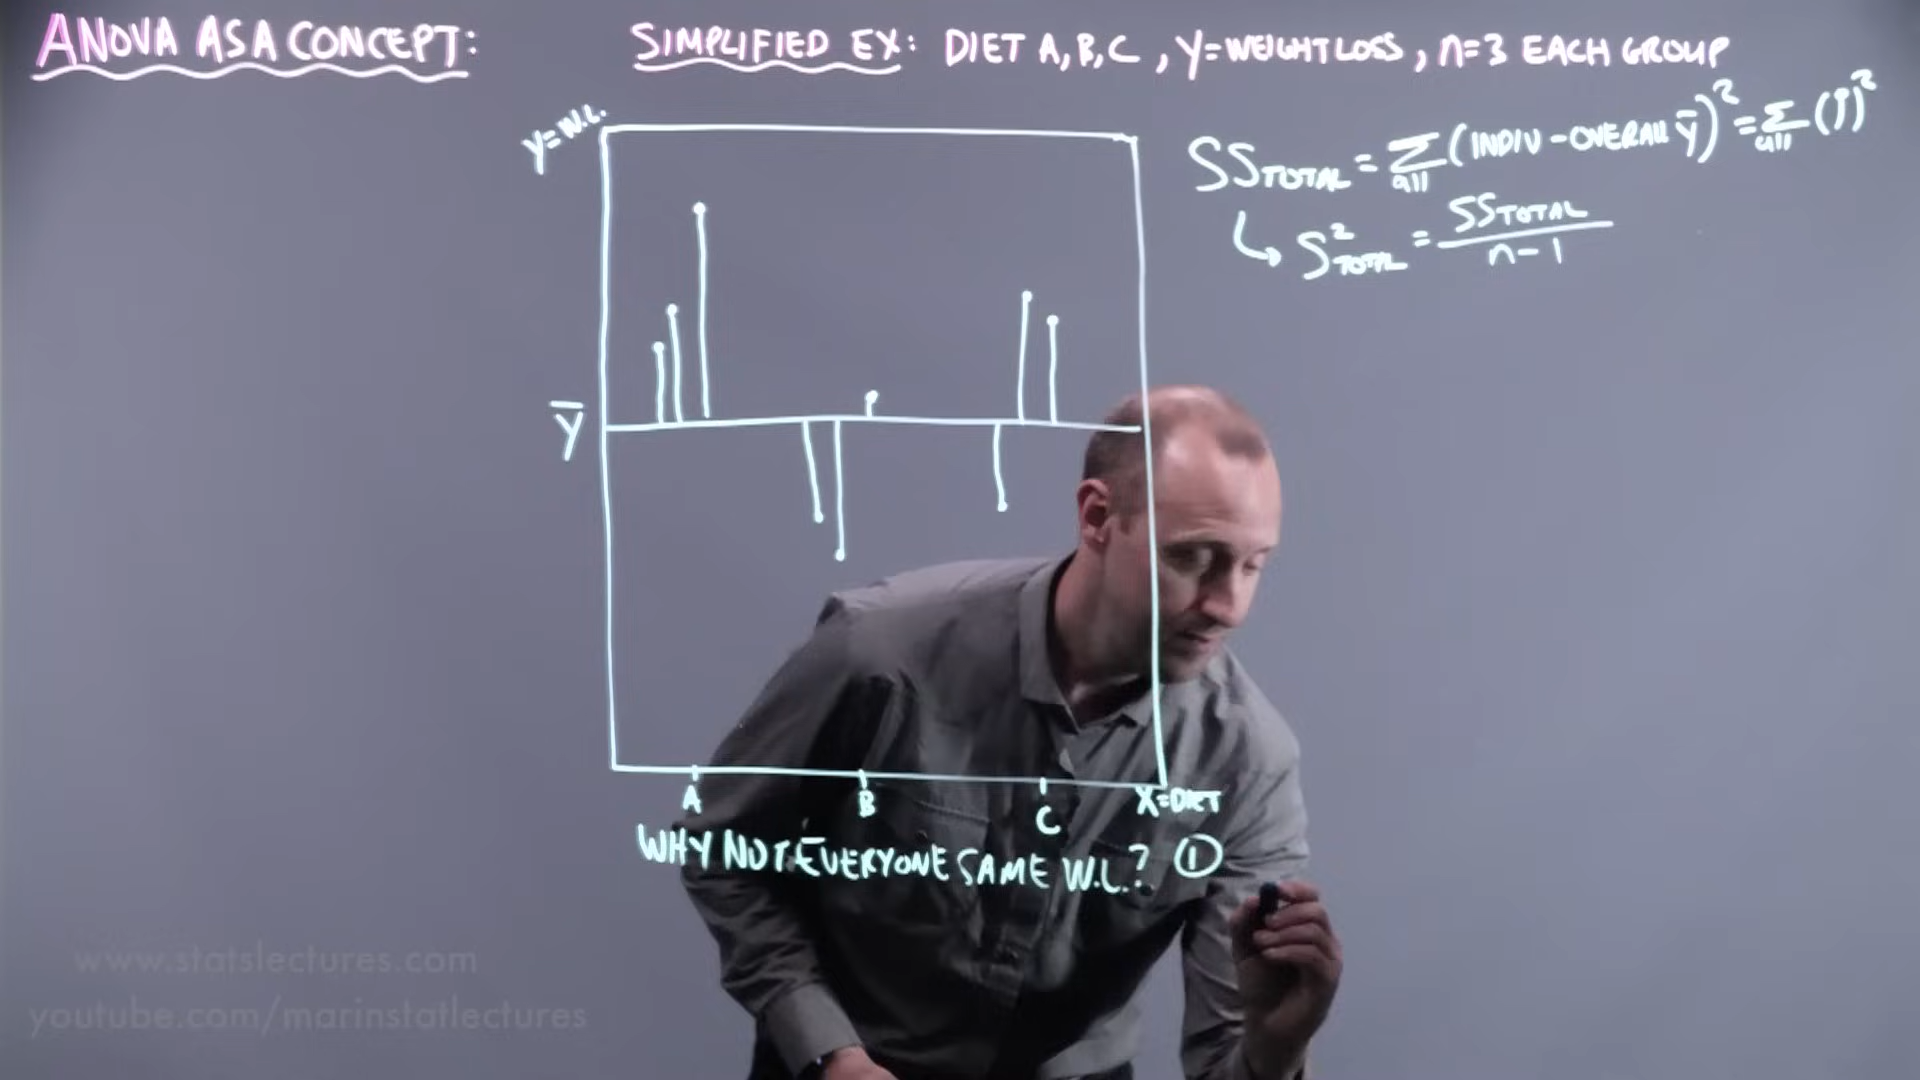 ANOVA AS A CONCEPT:
SIMPLIFIED EX: DIET A, B, C, Y=WEIGHT LOSS, n=3 EACH GROUP
Y=W.L.
SS_TOTAL = Σ_all (INDIV - OVERALL ȳ)² = Σ_all (|)²
↳ S²_TOTAL = SS_TOTAL / n-1
Ȳ
A B C X=DIET
WHY NOT EVERYONE SAME W.L.? ①
www.statslectures.com
youtube.com/marinstatlectures